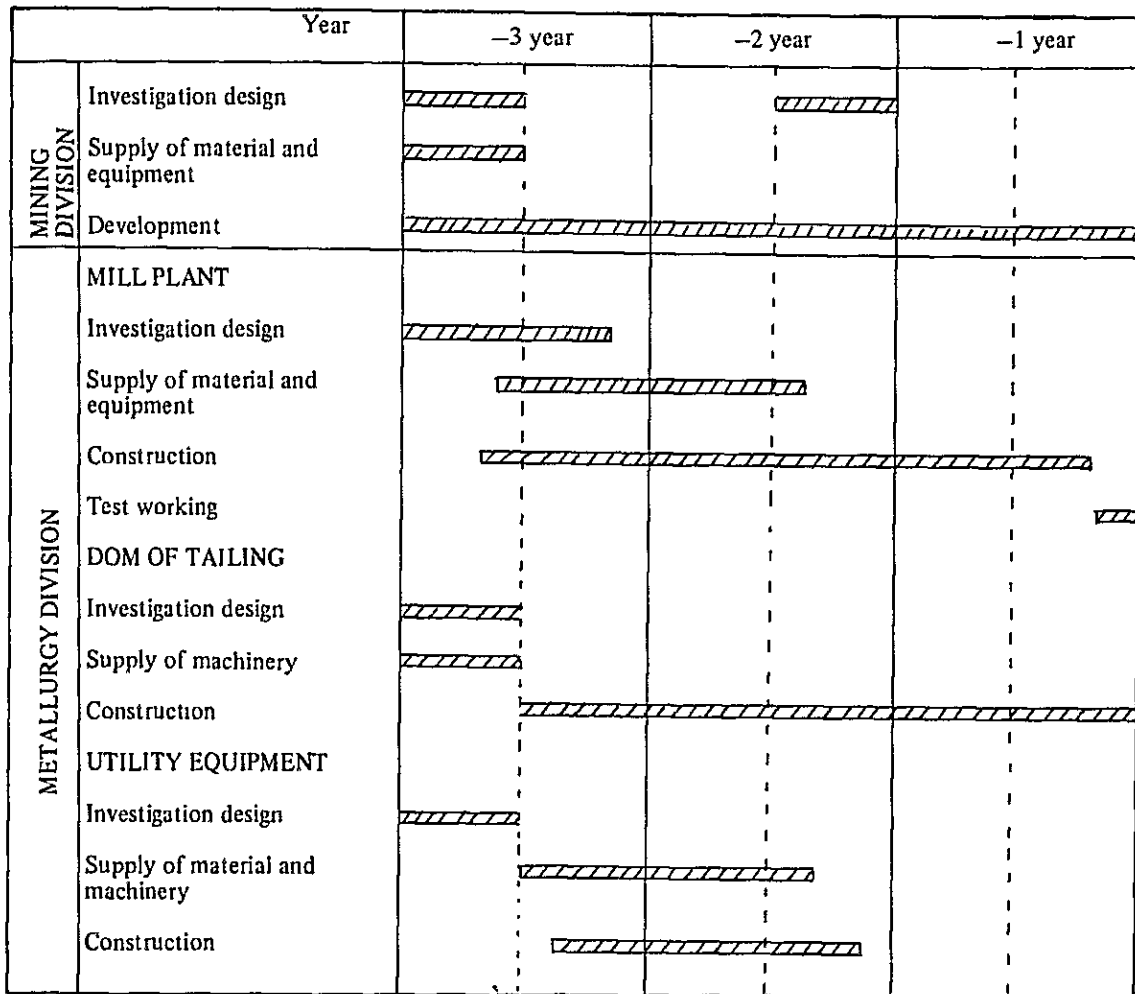 Year
–3 year
–2 year
–1 year
MINING
DIVISION
Investigation design
Supply of material and
equipment
Development
METALLURGY DIVISION
MILL PLANT
Investigation design
Supply of material and
equipment
Construction
Test working
DOM OF TAILING
Investigation design
Supply of machinery
Construction
UTILITY EQUIPMENT
Investigation design
Supply of material and
machinery
Construction